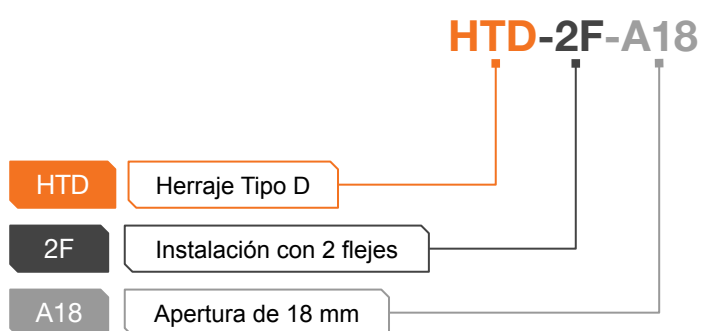 HTD-2F-A18
HTD Herraje Tipo D
2F Instalación con 2 flejes
A18 Apertura de 18 mm